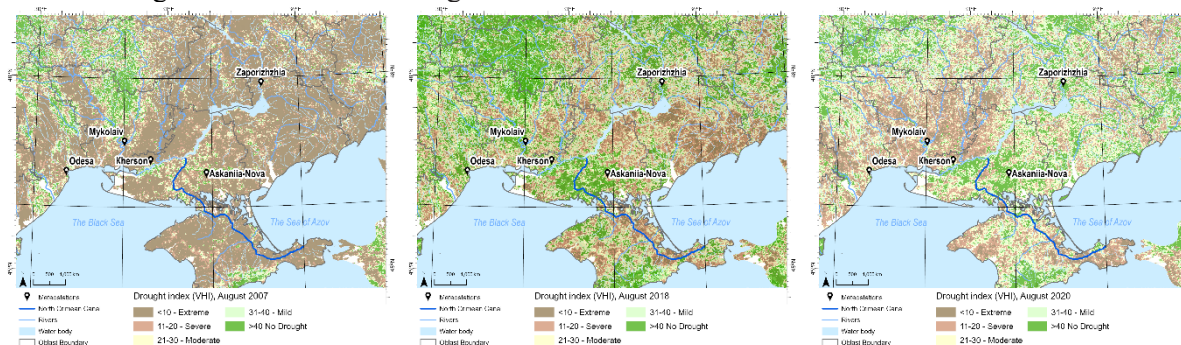 Zaporizhzhia
Mykolaiv
Odesa
Kherson
Askaniia-Nova
The Black Sea
The Sea of Azov
Metastations
North Crimean Canal
Rivers
Water body
Oblast Boundary
Drought index (VHI), August 2007
<10 - Extreme
11-20 - Severe
21-30 - Moderate
31-40 - Mild
>40 No Drought
Zaporizhzhia
Mykolaiv
Odesa
Kherson
Askaniia-Nova
The Black Sea
The Sea of Azov
Metastations
North Crimean Canal
Rivers
Water body
Oblast Boundary
Drought index (VHI), August 2018
<10 - Extreme
11-20 - Severe
21-30 - Moderate
31-40 - Mild
>40 No Drought
Zaporizhzhia
Mykolaiv
Odesa
Kherson
Askaniia-Nova
The Black Sea
The Sea of Azov
Metastations
North Crimean Canal
Rivers
Water body
Oblast Boundary
Drought index (VHI), August 2020
<10 - Extreme
11-20 - Severe
21-30 - Moderate
31-40 - Mild
>40 No Drought